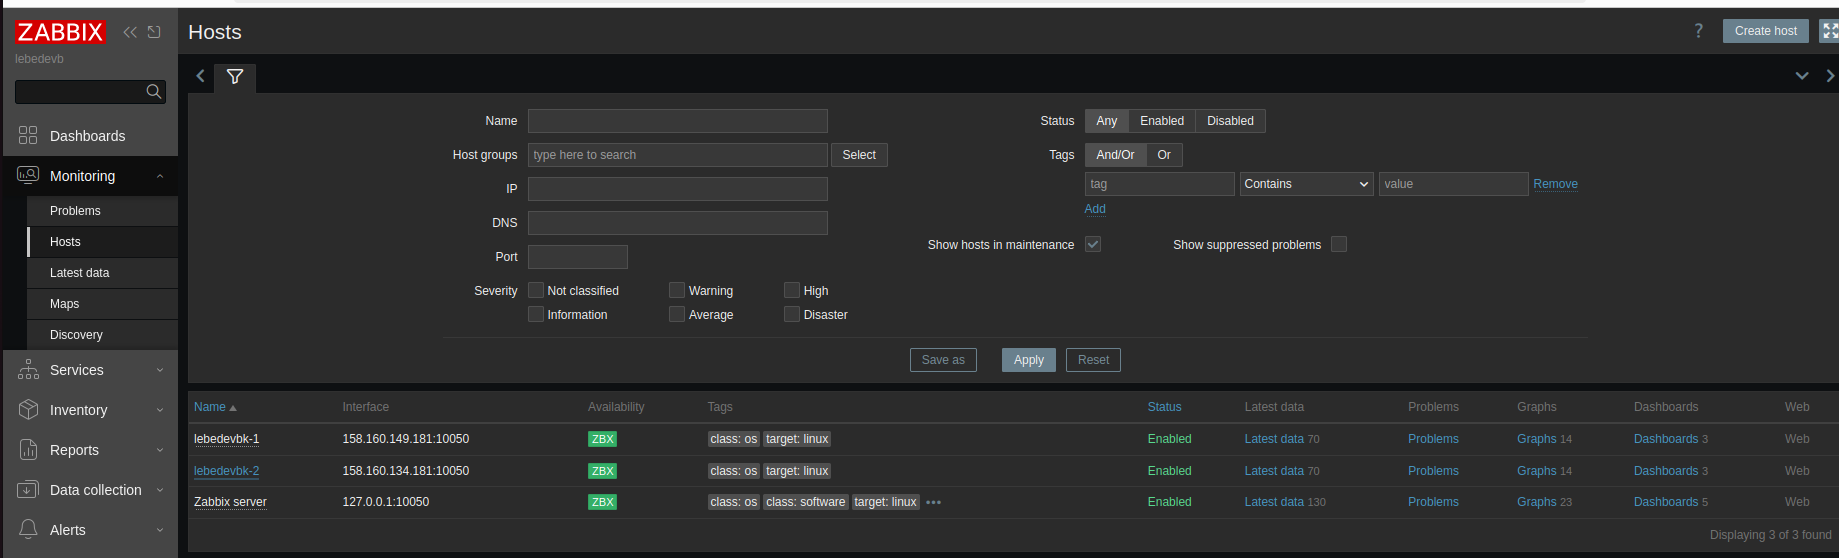 ZABBIX
lebedevb
Dashboards
Monitoring
Problems
Hosts
Latest data
Maps
Discovery
Services
Inventory
Reports
Data collection
Alerts
Hosts
? Create host
Name
Host groups type here to search Select
IP
DNS
Port
Severity Not classified Warning High
Information Average Disaster
Status Any Enabled Disabled
Tags And/Or Or
tag Contains value Remove
Add
Show hosts in maintenance Show suppressed problems
Save as Apply Reset
Name Interface Availability Tags Status Latest data Problems Graphs Dashboards Web
lebedevbk-1 158.160.149.181:10050 ZBX class: os target: linux Enabled Latest data 70 Problems Graphs 14 Dashboards 3 Web
lebedevbk-2 158.160.134.181:10050 ZBX class: os target: linux Enabled Latest data 70 Problems Graphs 14 Dashboards 3 Web
Zabbix server 127.0.0.1:10050 ZBX class: os class: software target: linux ••• Enabled Latest data 130 Problems Graphs 23 Dashboards 5 Web
Displaying 3 of 3 found